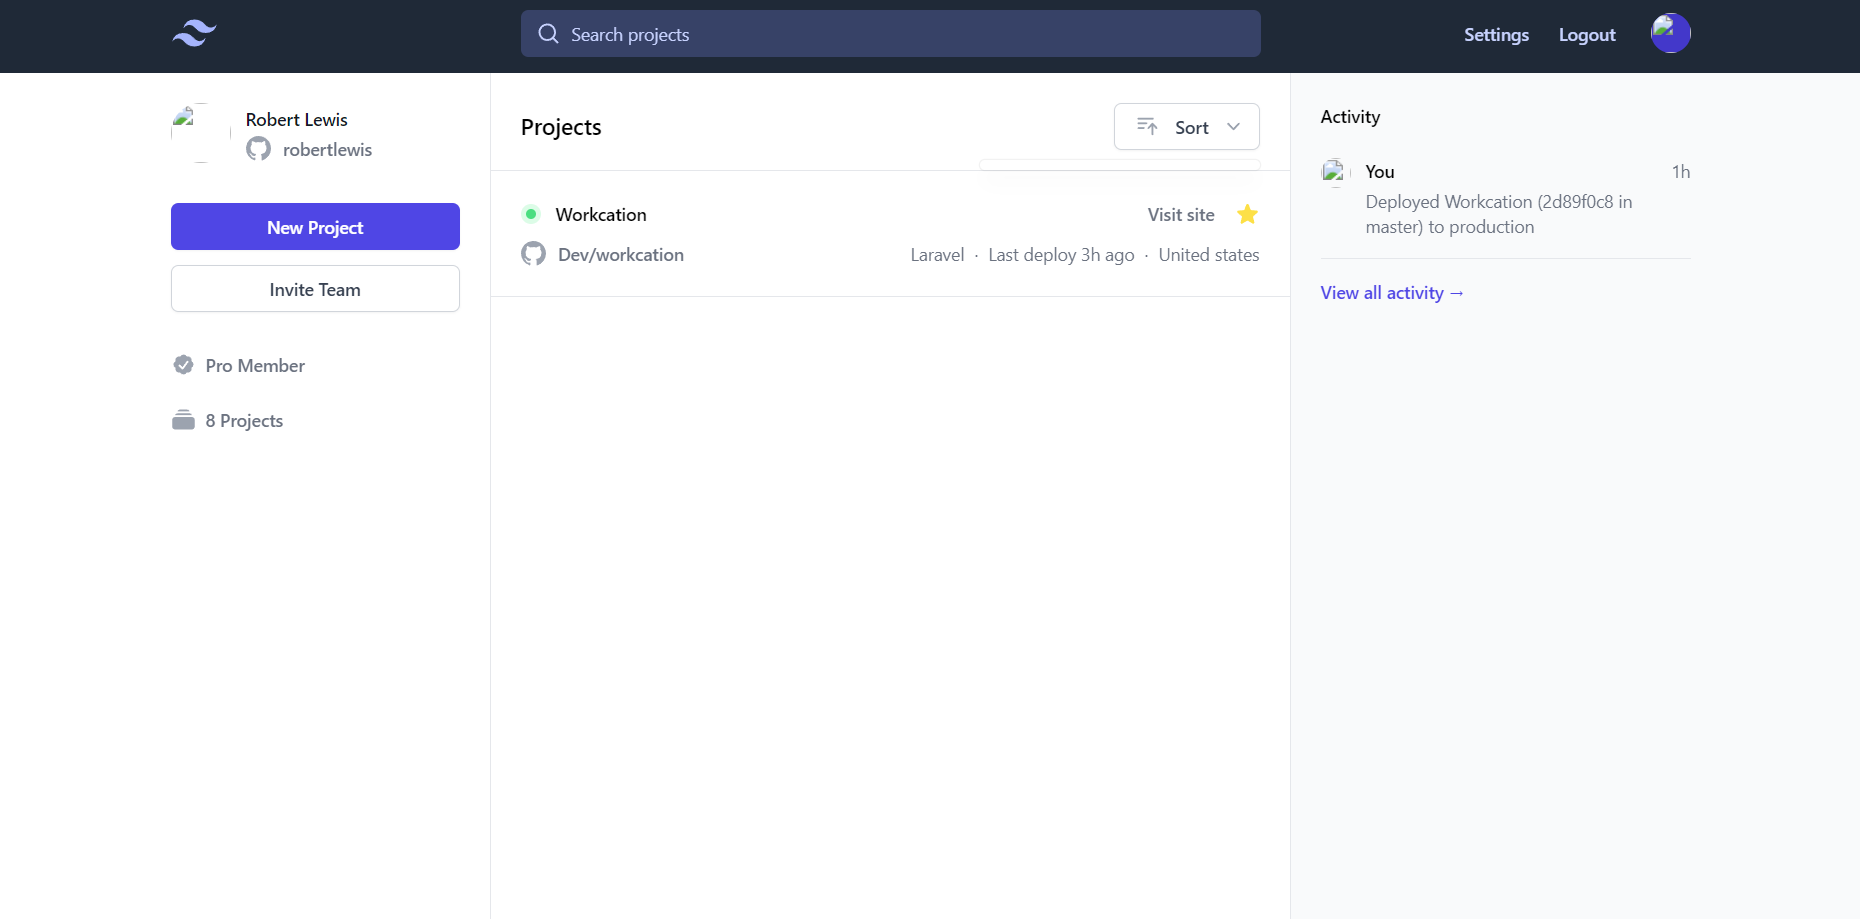 Search projects
Settings
Logout
Robert Lewis
robertlewis
New Project
Invite Team
Pro Member
8 Projects
Projects
Sort
Workcation
Visit site
Dev/workcation
Laravel · Last deploy 3h ago · United states
Activity
You
1h
Deployed Workcation (2d89f0c8 in
master) to production
View all activity →